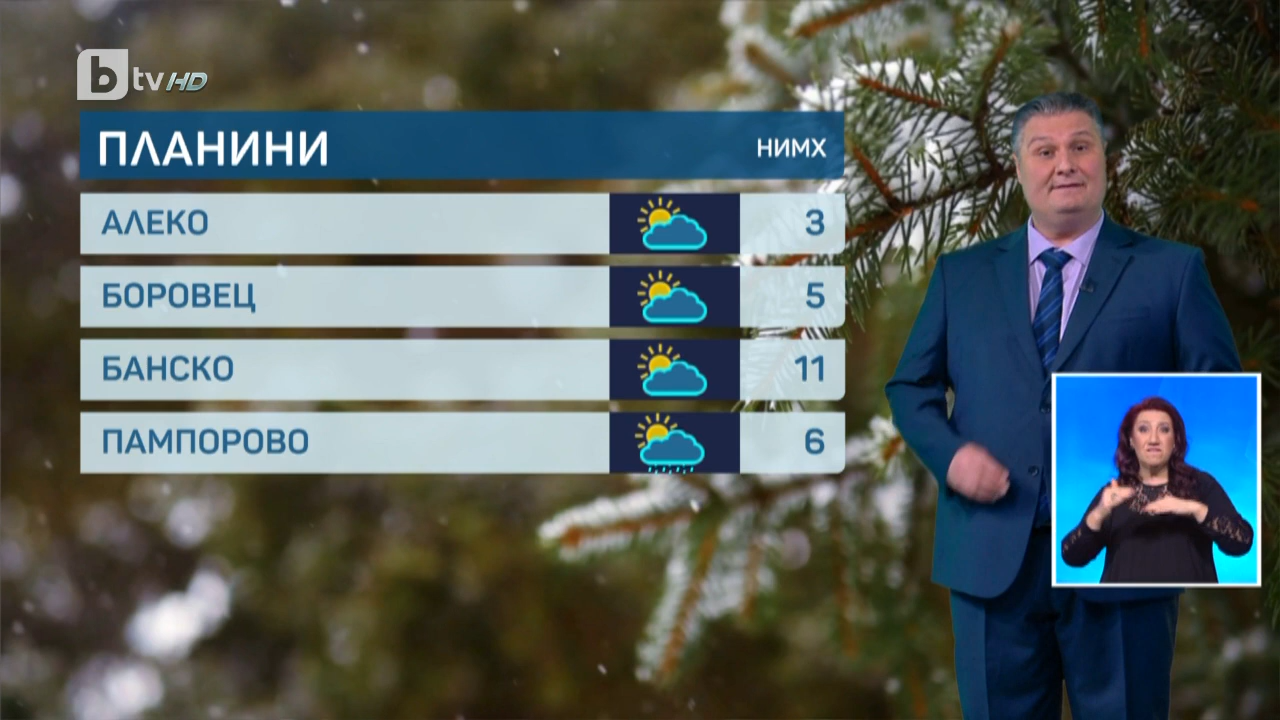 btv HD
ПЛАНИНИ
НИМХ
АЛЕКО 3
БОРОВЕЦ 5
БАНСКО 11
ПАМПОРОВО 6